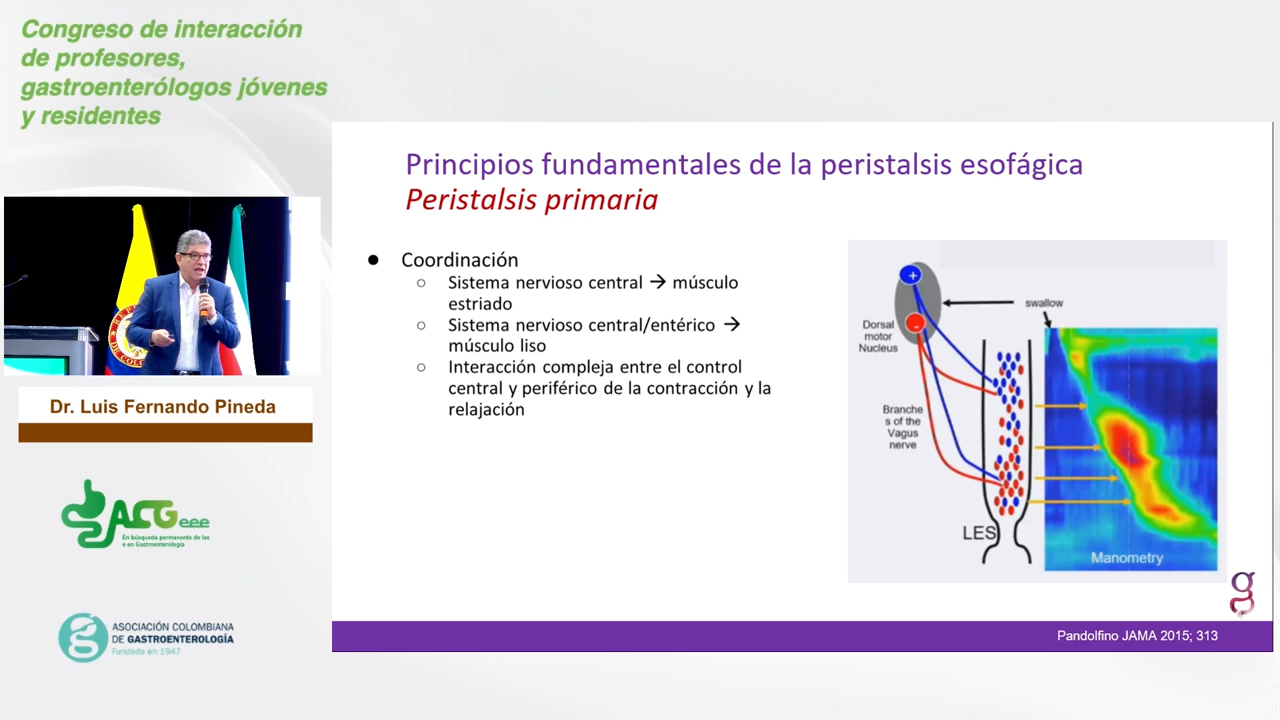 Congreso de interacción
de profesores,
gastroenterólogos jóvenes
y residentes
Principios fundamentales de la peristalsis esofágica
Peristalsis primaria
● Coordinación
○ Sistema nervioso central → músculo
estriado
○ Sistema nervioso central/entérico →
músculo liso
○ Interacción compleja entre el control
central y periférico de la contracción y la
relajación
+
-
swallow
Dorsal
motor
Nucleus
Branche
s of the
Vagus
nerve
LES
Manometry
Pandolfino JAMA 2015; 313
Dr. Luis Fernando Pineda
ACGeee
En búsqueda permanente de las
e en Gastroenterología
ASOCIACIÓN COLOMBIANA
DE GASTROENTEROLOGÍA
Fundada en 1947